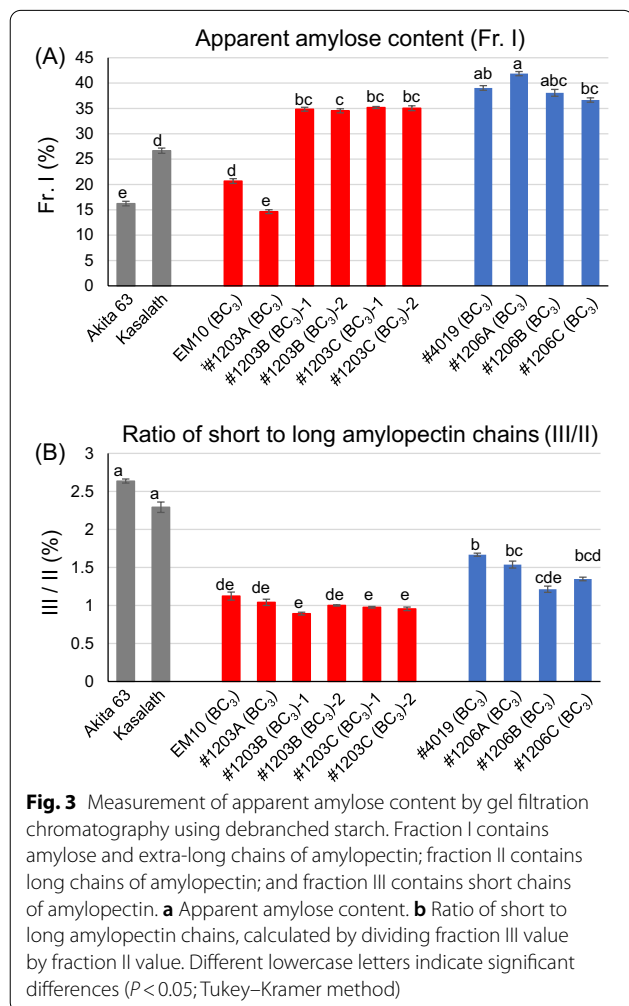 Apparent amylose content (Fr. I)
(A)
Fr. I (%)
45
40
35
30
25
20
15
10
5
0
e
d
d
e
bc
c
bc
bc
ab
a
abc
bc
Akita 63
Kasalath
EM10 (BC₃)
#1203A (BC₃)
#1203B (BC₃)-1
#1203B (BC₃)-2
#1203C (BC₃)-1
#1203C (BC₃)-2
#4019 (BC₃)
#1206A (BC₃)
#1206B (BC₃)
#1206C (BC₃)
Ratio of short to long amylopectin chains (III/II)
(B)
III / II (%)
3
2.5
2
1.5
1
0.5
0
a
a
de
de
e
de
e
e
b
bc
cde
bcd
Akita 63
Kasalath
EM10 (BC₃)
#1203A (BC₃)
#1203B (BC₃)-1
#1203B (BC₃)-2
#1203C (BC₃)-1
#1203C (BC₃)-2
#4019 (BC₃)
#1206A (BC₃)
#1206B (BC₃)
#1206C (BC₃)
Fig. 3 Measurement of apparent amylose content by gel filtration
chromatography using debranched starch. Fraction I contains
amylose and extra-long chains of amylopectin; fraction II contains
long chains of amylopectin; and fraction III contains short chains
of amylopectin. a Apparent amylose content. b Ratio of short to
long amylopectin chains, calculated by dividing fraction III value
by fraction II value. Different lowercase letters indicate significant
differences (P < 0.05; Tukey–Kramer method)